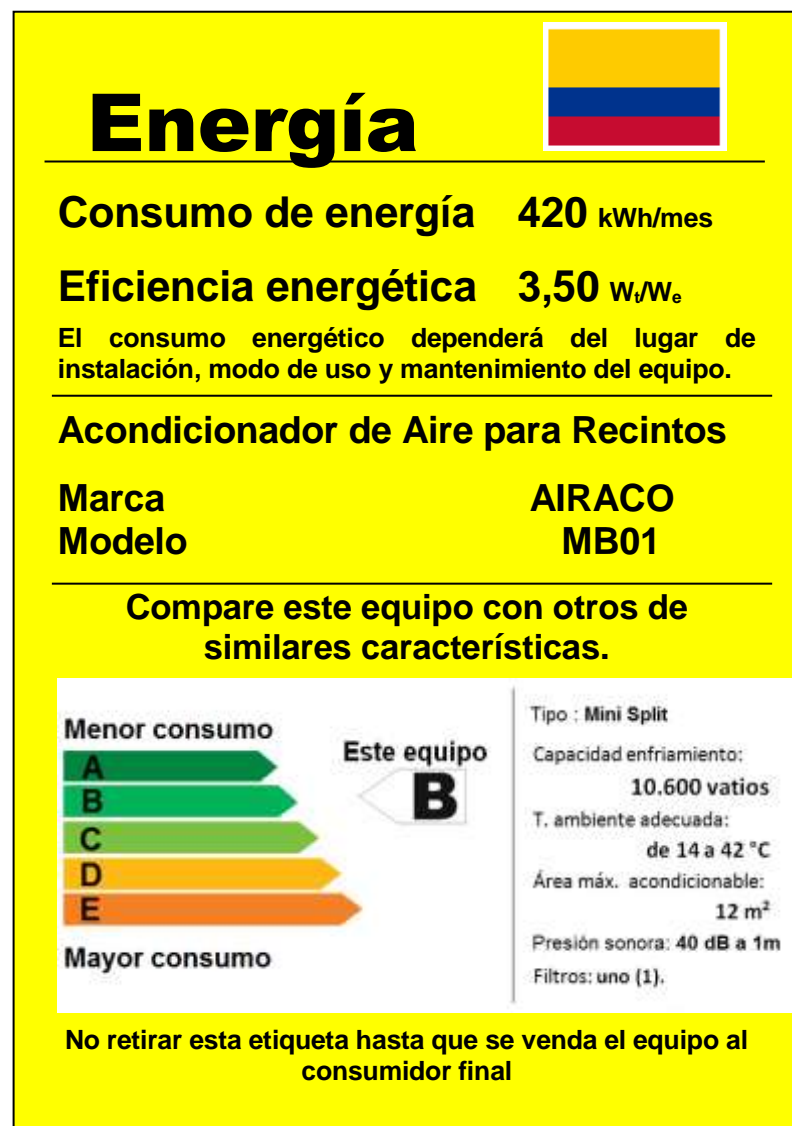 Energía
Consumo de energía 420 kWh/mes
Eficiencia energética 3,50 Wt/We
El consumo energético dependerá del lugar de
instalación, modo de uso y mantenimiento del equipo.
Acondicionador de Aire para Recintos
Marca AIRACO
Modelo MB01
Compare este equipo con otros de
similares características.
Menor consumo
A
B
C
D
E
Mayor consumo
Este equipo
B
Tipo : Mini Split
Capacidad enfriamiento:
10.600 vatios
T. ambiente adecuada:
de 14 a 42 °C
Área máx. acondicionable:
12 m²
Presión sonora: 40 dB a 1m
Filtros: uno (1).
No retirar esta etiqueta hasta que se venda el equipo al
consumidor final